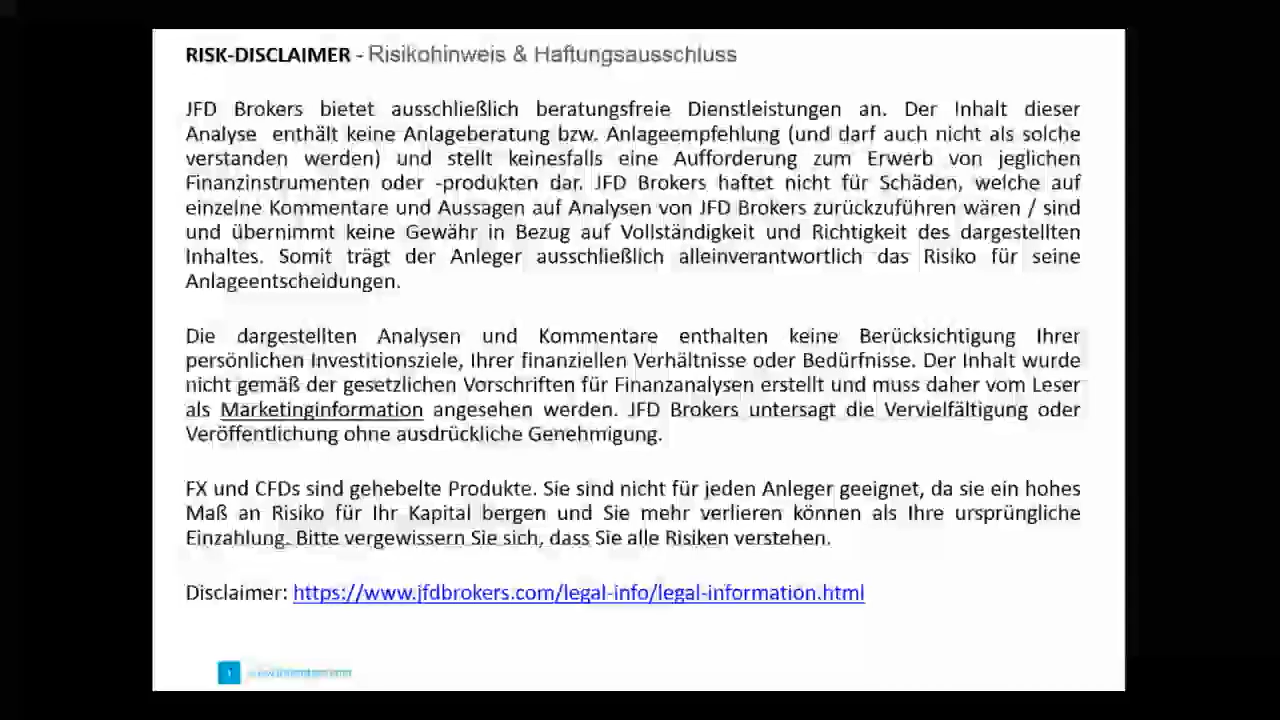 RISK-DISCLAIMER - Risikohinweis & Haftungsausschluss
JFD Brokers bietet ausschließlich beratungsfreie Dienstleistungen an. Der Inhalt dieser
Analyse enthält keine Anlageberatung bzw. Anlageempfehlung (und darf auch nicht als solche
verstanden werden) und stellt keinesfalls eine Aufforderung zum Erwerb von jeglichen
Finanzinstrumenten oder -produkten dar. JFD Brokers haftet nicht für Schäden, welche auf
einzelne Kommentare und Aussagen auf Analysen von JFD Brokers zurückzuführen wären / sind
und übernimmt keine Gewähr in Bezug auf Vollständigkeit und Richtigkeit des dargestellten
Inhaltes. Somit trägt der Anleger ausschließlich alleinverantwortlich das Risiko für seine
Anlageentscheidungen.
Die dargestellten Analysen und Kommentare enthalten keine Berücksichtigung Ihrer
persönlichen Investitionsziele, Ihrer finanziellen Verhältnisse oder Bedürfnisse. Der Inhalt wurde
nicht gemäß der gesetzlichen Vorschriften für Finanzanalysen erstellt und muss daher vom Leser
als Marketinginformation angesehen werden. JFD Brokers untersagt die Vervielfältigung oder
Veröffentlichung ohne ausdrückliche Genehmigung.
FX und CFDs sind gehebelte Produkte. Sie sind nicht für jeden Anleger geeignet, da sie ein hohes
Maß an Risiko für Ihr Kapital bergen und Sie mehr verlieren können als Ihre ursprüngliche
Einzahlung. Bitte vergewissern Sie sich, dass Sie alle Risiken verstehen.
Disclaimer: https://www.jfdbrokers.com/legal-info/legal-information.html